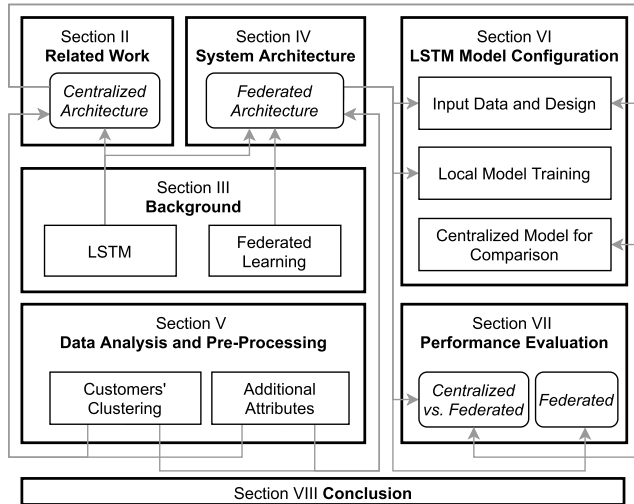 Section II
Related Work
Centralized
Architecture
Section IV
System Architecture
Federated
Architecture
Section VI
LSTM Model Configuration
Input Data and Design
Local Model Training
Centralized Model for
Comparison
Section III
Background
LSTM
Federated
Learning
Section V
Data Analysis and Pre-Processing
Customers'
Clustering
Additional
Attributes
Section VII
Performance Evaluation
Centralized
vs. Federated
Federated
Section VIII Conclusion